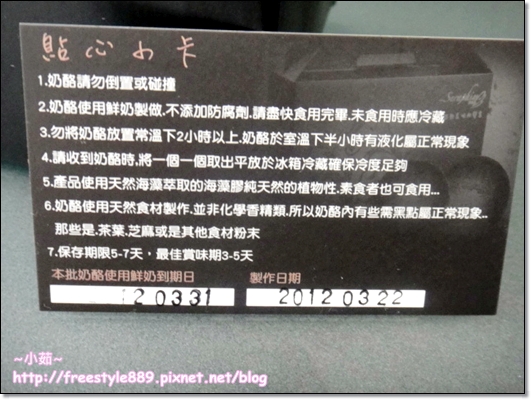 貼心小卡
1.奶酪請勿倒置或碰撞
2.奶酪使用鮮奶製做.不添加防腐劑.請盡快食用完畢.未食用時應冷藏
3.勿將奶酪放置常溫下2小時以上.奶酪於室溫下半小時有液化屬正常現象
4.請收到奶酪時.將一個一個取出平放於冰箱冷藏確保冷度足夠
5.產品使用天然海藻萃取的海藻膠純天然的植物性.素食者也可食用...
6.奶酪使用天然食材製作.並非化學香精類.所以奶酪內有些需黑點屬正常現象..
那些是.茶葉.芝麻或是其他食材粉末
7.保存期限5-7天，最佳賞味期3-5天
本批奶酪使用鮮奶到期日 製作日期
12 03 31 2012 03 22
~小茹~
http://freestyle889.pixnet.net/blog